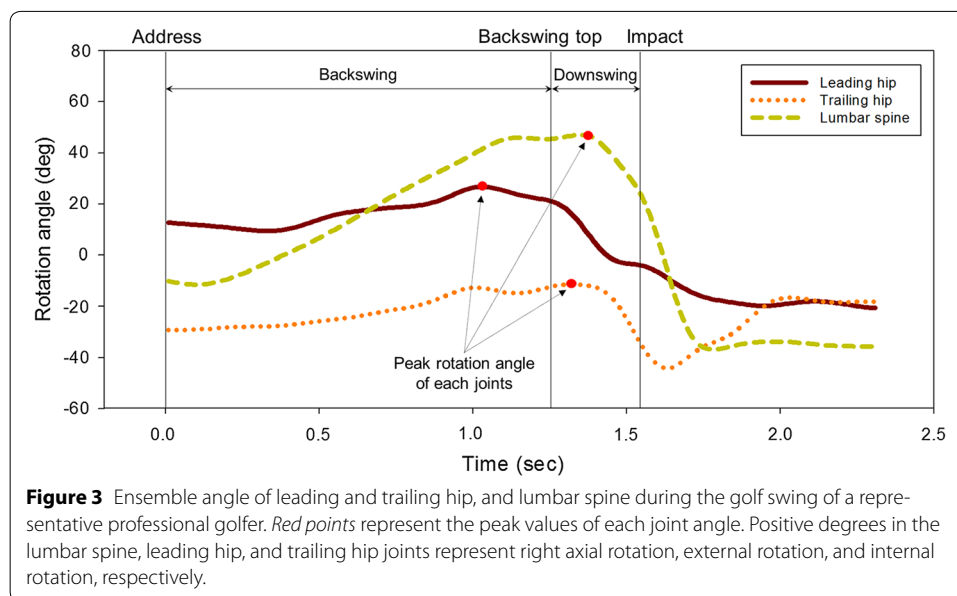 Address
Backswing top
Impact
80
Backswing
Downswing
Leading hip
Trailing hip
Lumbar spine
60
40
20
0
-20
-40
-60
Rotation angle (deg)
Peak rotation angle
of each joints
0.0
0.5
1.0
1.5
2.0
2.5
Time (sec)
Figure 3 Ensemble angle of leading and trailing hip, and lumbar spine during the golf swing of a repre-
sentative professional golfer. Red points represent the peak values of each joint angle. Positive degrees in the
lumbar spine, leading hip, and trailing hip joints represent right axial rotation, external rotation, and internal
rotation, respectively.